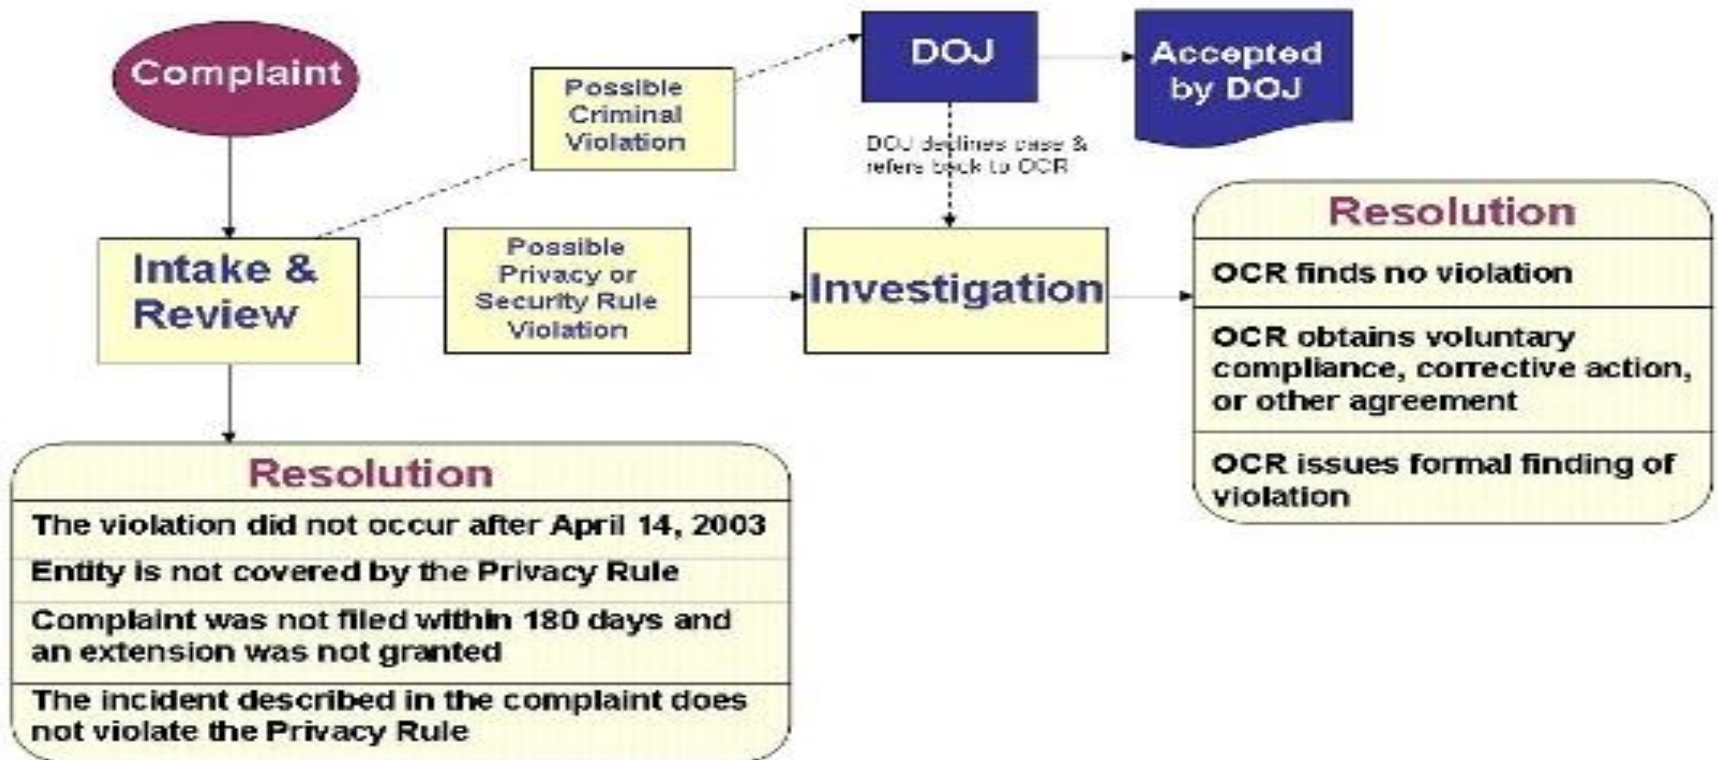 Complaint
Possible
Criminal
Violation
DOJ
Accepted
by DOJ
DOJ declines case &
refers back to OCR
Intake &
Review
Possible
Privacy or
Security Rule
Violation
Investigation
Resolution
OCR finds no violation
OCR obtains voluntary
compliance, corrective action,
or other agreement
OCR issues formal finding of
violation
Resolution
The violation did not occur after April 14, 2003
Entity is not covered by the Privacy Rule
Complaint was not filed within 180 days and
an extension was not granted
The incident described in the complaint does
not violate the Privacy Rule